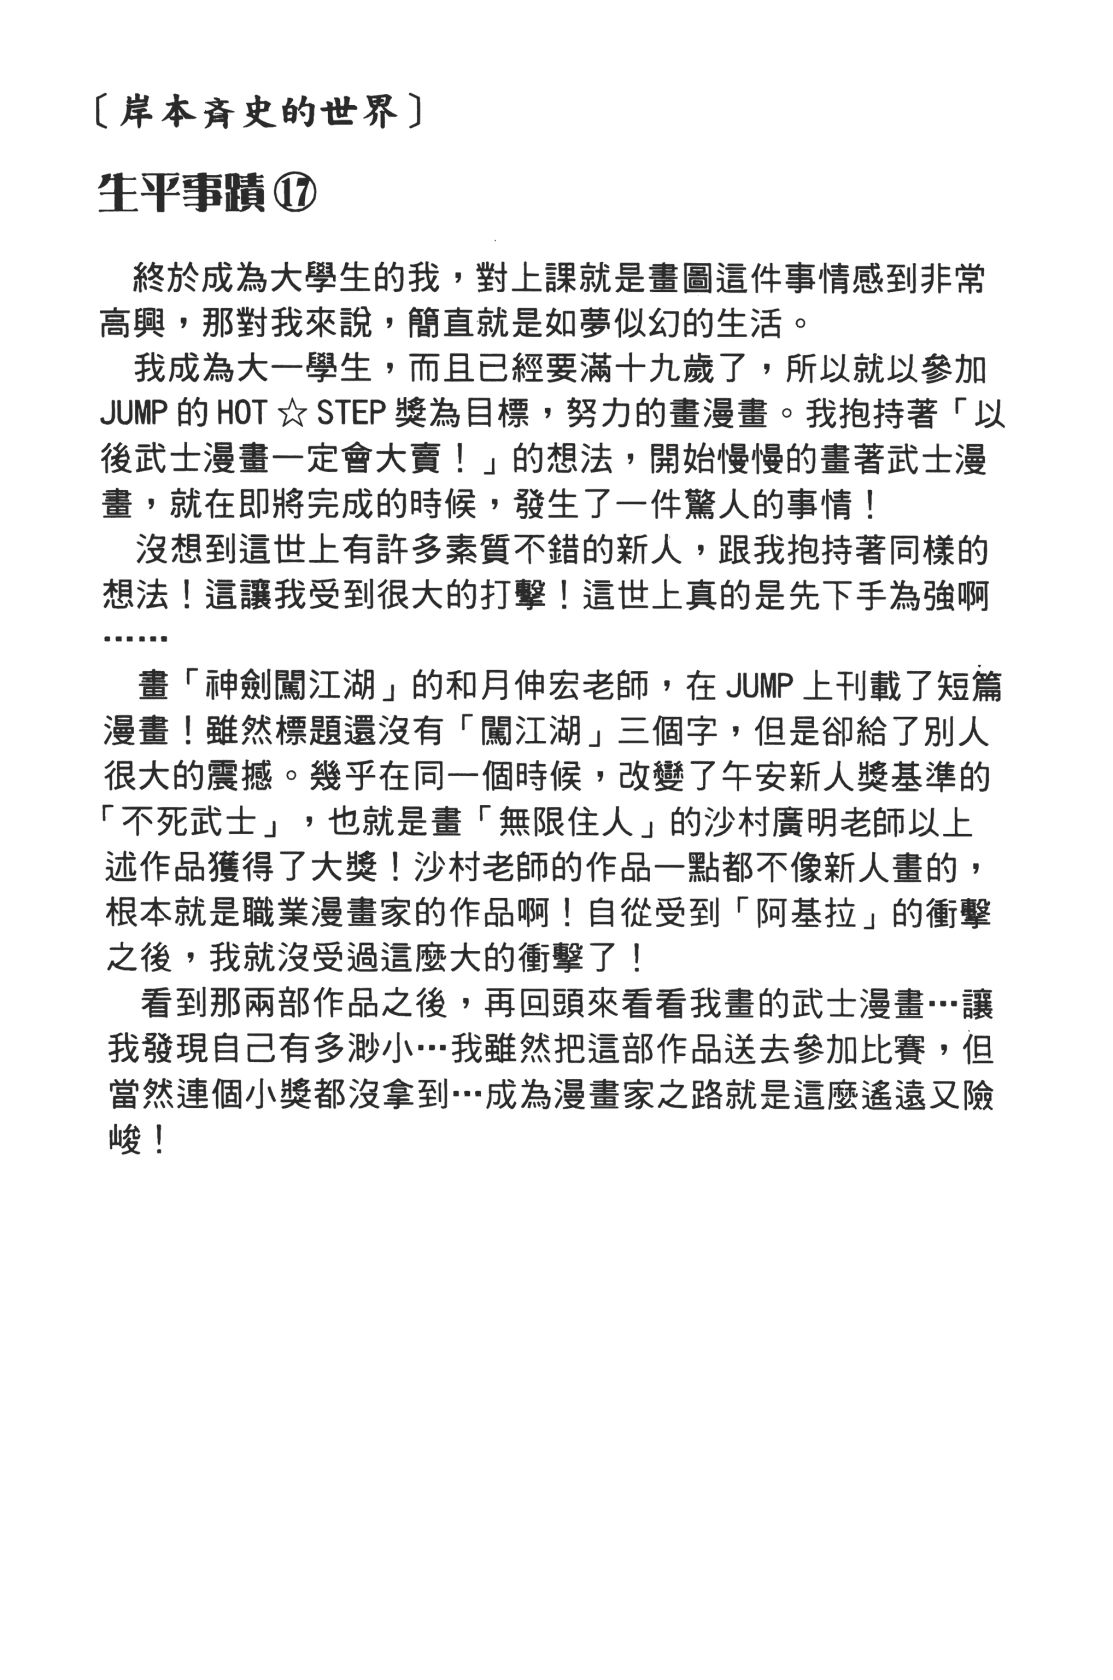 〔岸本斉史的世界〕
生平事蹟⑰
終於成為大學生的我，對上課就是畫圖這件事情感到非常
高興，那對我來說，簡直就是如夢似幻的生活。
我成為大一學生，而且已經要滿十九歲了，所以就以參加
JUMP的HOT☆STEP獎為目標，努力的畫漫畫。我抱持著「以
後武士漫畫一定會大賣！」的想法，開始慢慢的畫著武士漫
畫，就在即將完成的時候，發生了一件驚人的事情！
沒想到這世上有許多素質不錯的新人，跟我抱持著同樣的
想法！這讓我受到很大的打擊！這世上真的是先下手為強啊
……
畫「神劍闖江湖」的和月伸宏老師，在JUMP上刊載了短篇
漫畫！雖然標題還沒有「闖江湖」三個字，但是卻給了別人
很大的震撼。幾乎在同一個時候，改變了午安新人獎基準的
「不死武士」，也就是畫「無限住人」的沙村廣明老師以上
述作品獲得了大獎！沙村老師的作品一點都不像新人畫的，
根本就是職業漫畫家的作品啊！自從受到「阿基拉」的衝擊
之後，我就沒受過這麼大的衝擊了！
看到那兩部作品之後，再回頭來看看我畫的武士漫畫…讓
我發現自己有多渺小…我雖然把這部作品送去參加比賽，但
當然連個小獎都沒拿到…成為漫畫家之路就是這麼遙遠又險
峻！